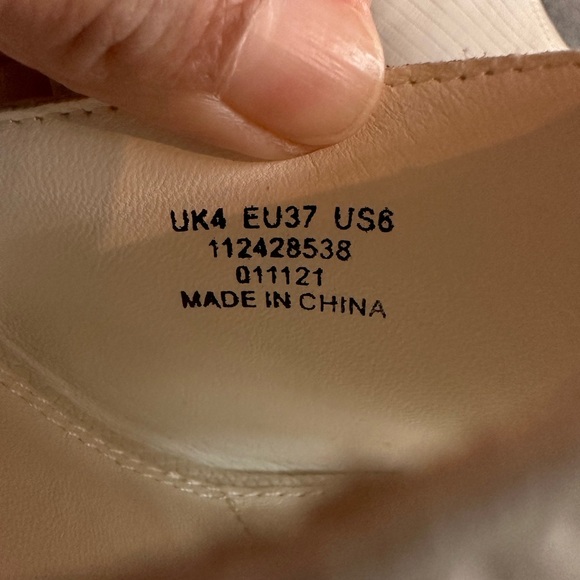 UK4 EU37 US6
112428538
011121
MADE IN CHINA